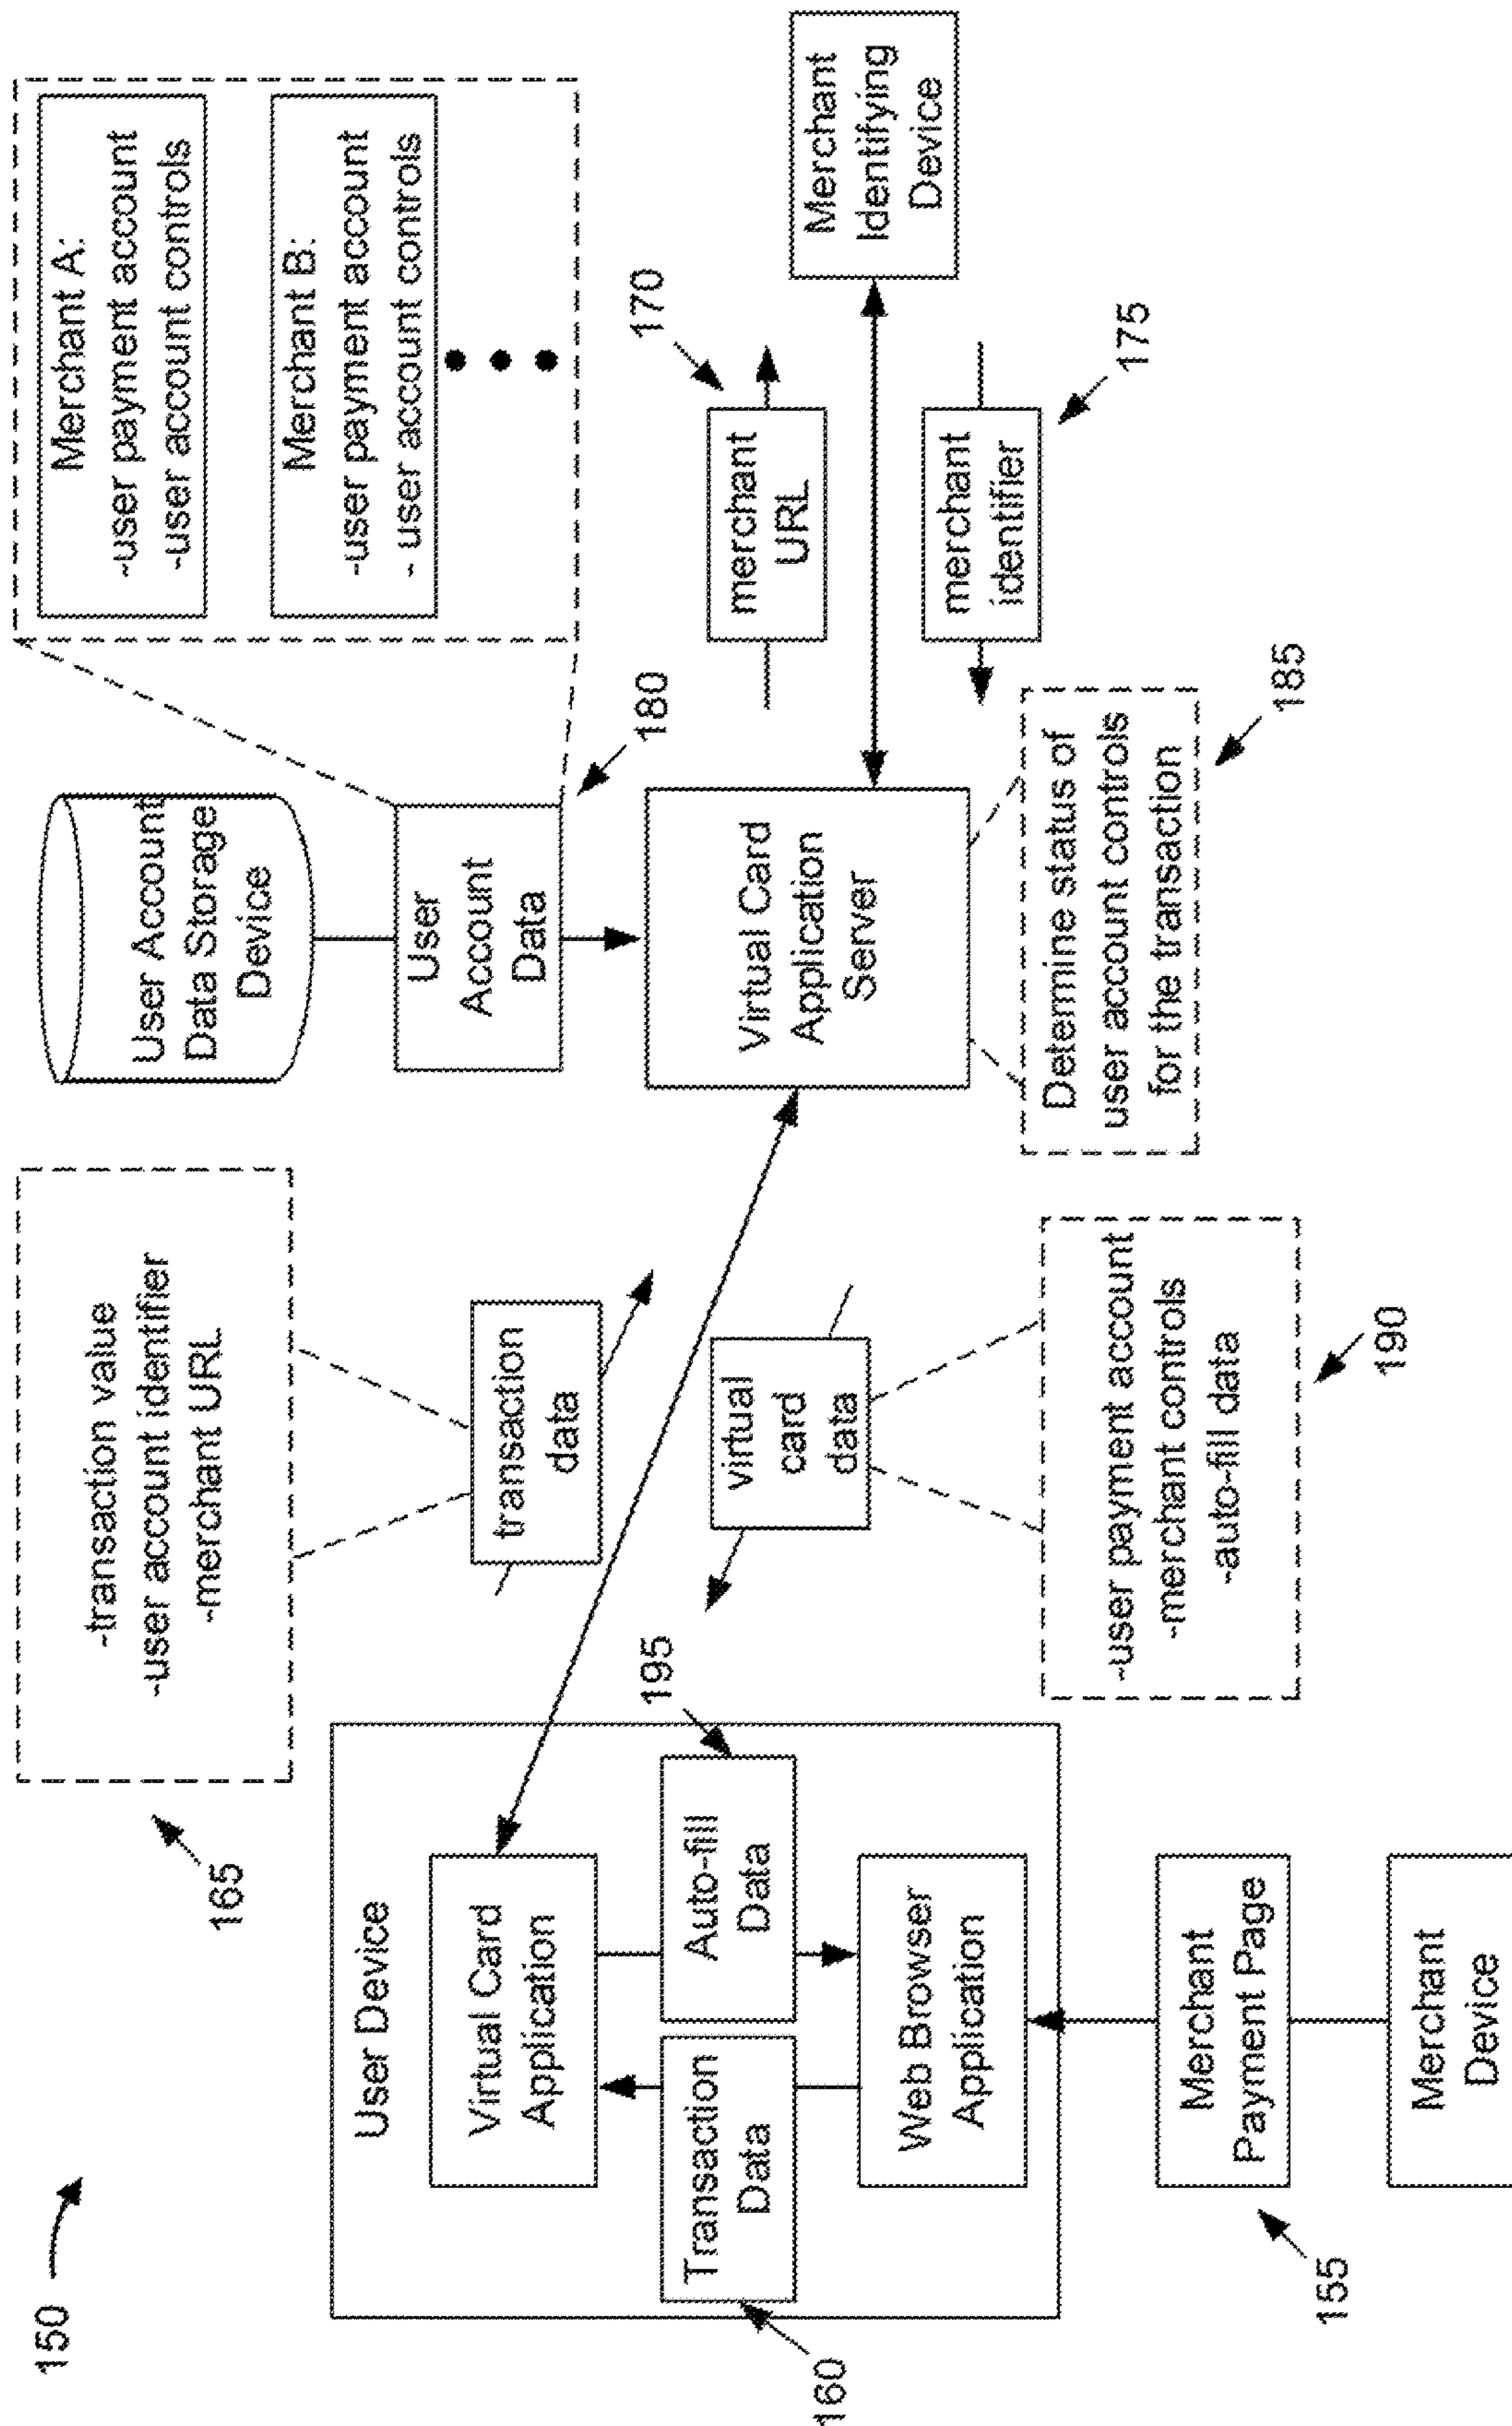 150
165
-transaction value
-user account identifier
-merchant URL
User Account
Data Storage
Device
Merchant A:
-user payment account
-user account controls
Merchant B:
-user payment account
- user account controls
User
Account
Data
180
User Device
Virtual Card
Application
transaction
data
Virtual Card
Application
Server
170
merchant
URL
Merchant
Identifying
Device
160
Transaction
Data
Auto-fill
Data
195
virtual
card
data
merchant
identifier
175
Web Browser
Application
Determine status of
user account controls
for the transaction
185
-user payment account
-merchant controls
-auto-fill data
190
155
Merchant
Payment Page
Merchant
Device